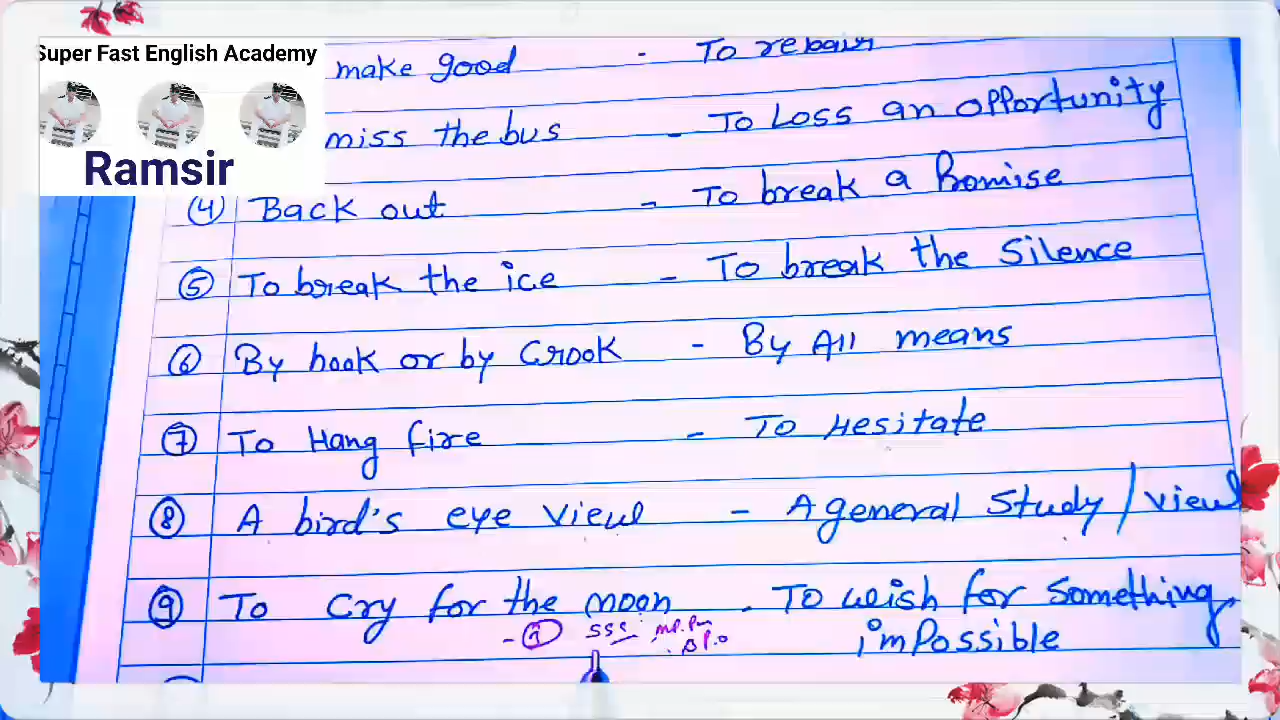 Super Fast English Academy
Ramsir
make good - To repair
miss the bus - To Loss an opportunity
(4) Back out - To break a Promise
(5) To break the ice - To break the Silence
(6) By hook or by Crook - By All means
(7) To Hang fire - To Hesitate
(8) A bird's eye view - A general Study / view
(9) To Cry for the moon - To wish for Something
impossible
SSS